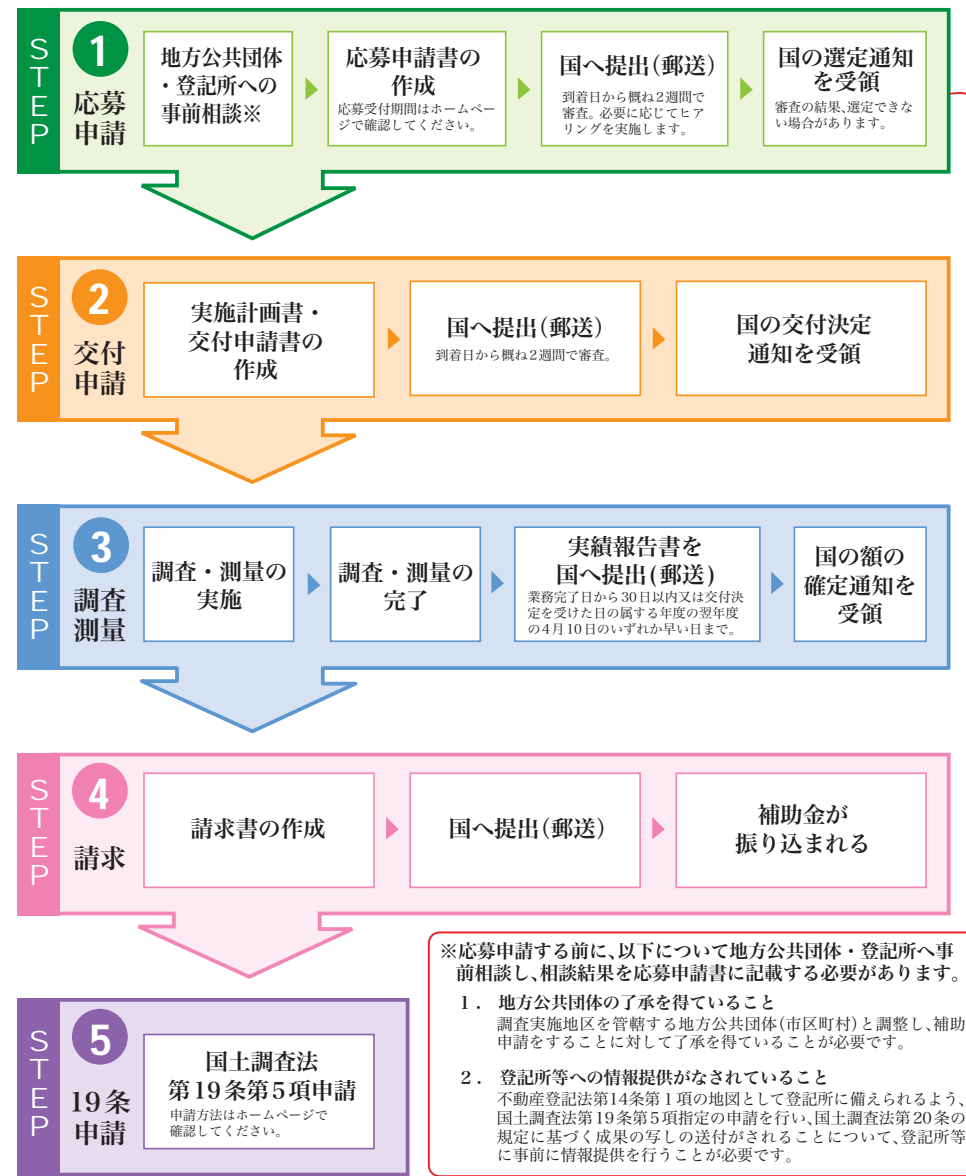 STEP
1
応募
申請
地方公共団体
・登記所への
事前相談※
応募申請書の
作成
応募受付期間はホームペー
ジで確認してください。
国へ提出(郵送)
到着日から概ね2週間で
審査。必要に応じてヒア
リングを実施します。
国の選定通知
を受領
審査の結果、選定できな
い場合があります。
STEP
2
交付
申請
実施計画書・
交付申請書の
作成
国へ提出(郵送)
到着日から概ね2週間で審査。
国の交付決定
通知を受領
STEP
3
調査
測量
調査・測量の
実施
調査・測量の
完了
実績報告書を
国へ提出(郵送)
業務完了日から30日以内又は交付決
定を受けた日の属する年度の翌年度
の4月10日のいずれか早い日まで。
国の額の
確定通知を
受領
STEP
4
請求
請求書の作成
国へ提出(郵送)
補助金が
振り込まれる
STEP
5
19条
申請
国土調査法
第19条第5項申請
申請方法はホームページで
確認してください。
※応募申請する前に、以下について地方公共団体・登記所へ事
前相談し、相談結果を応募申請書に記載する必要があります。
1. 地方公共団体の了承を得ていること
調査実施地区を管轄する地方公共団体(市区町村)と調整し、補助
申請をすることに対して了承を得ていることが必要です。
2. 登記所等への情報提供がなされていること
不動産登記法第14条第1項の地図として登記所に備えられるよう、
国土調査法第19条第5項指定の申請を行い、国土調査法第20条の
規定に基づく成果の写しの送付がされることについて、登記所等
に事前に情報提供を行うことが必要です。